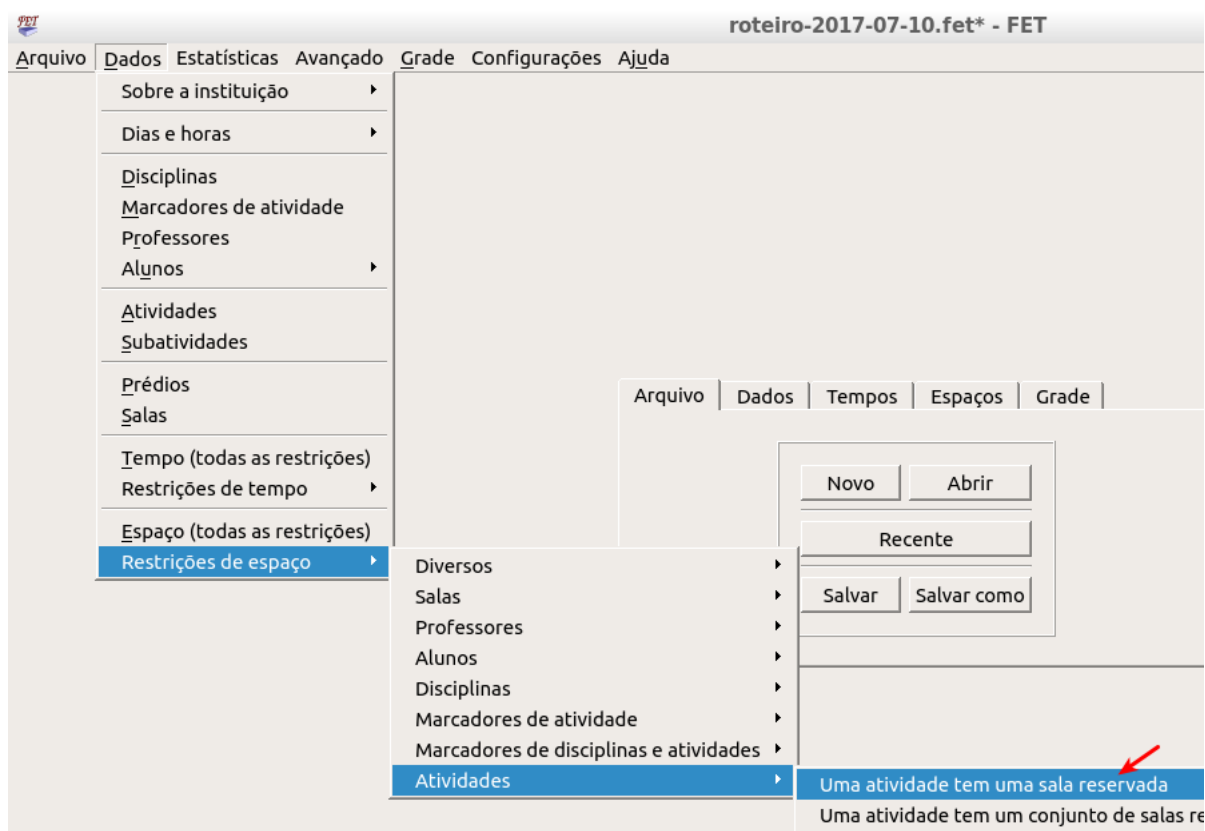 FET
roteiro-2017-07-10.fet* - FET
Arquivo Dados Estatísticas Avançado Grade Configurações Ajuda
Sobre a instituição
Dias e horas
Disciplinas
Marcadores de atividade
Professores
Alunos
Atividades
Subatividades
Prédios
Salas
Tempo (todas as restrições)
Restrições de tempo
Espaço (todas as restrições)
Restrições de espaço
Arquivo Dados Tempos Espaços Grade
Novo Abrir
Recente
Salvar Salvar como
Diversos
Salas
Professores
Alunos
Disciplinas
Marcadores de atividade
Marcadores de disciplinas e atividades
Atividades
Uma atividade tem uma sala reservada
Uma atividade tem um conjunto de salas re